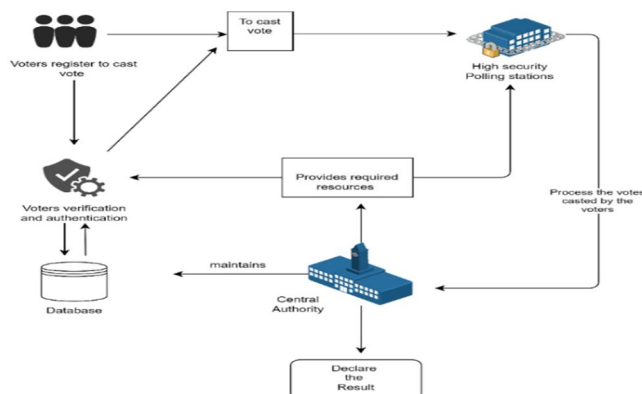 To cast
vote
Voters register to cast
vote
High security
Polling stations
Provides required
resources
Voters verification
and authentication
Process the votes
casted by the
voters
maintains
Central
Authority
Database
Declare
the
Result